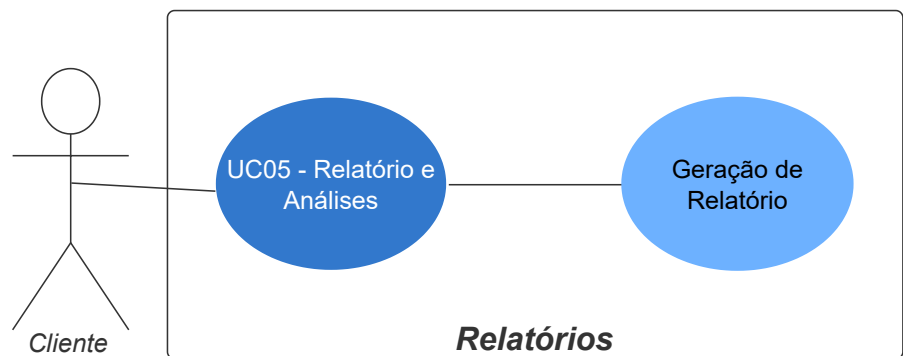 UC05 - Relatório e
Análises
Geração de
Relatório
Cliente
Relatórios